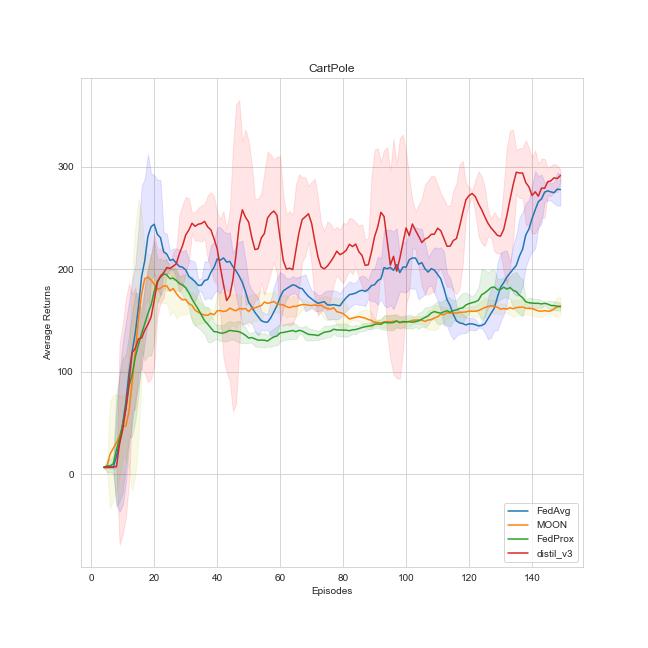 CartPole
300
200
100
0
Average Returns
0 20 40 60 80 100 120 140
Episodes
FedAvg
MOON
FedProx
distil_v3